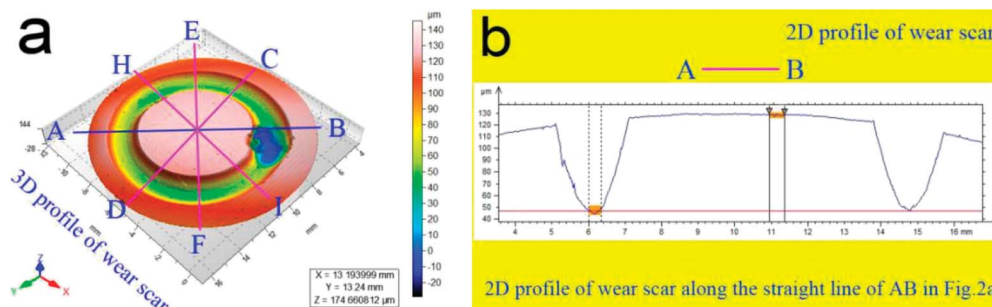 a
E
C
H
A
B
D
I
F
3D profile of wear scar
144
-28
mm
mm
X = 13.193999 mm
Y = 13.24 mm
Z = 174.660812 µm
Z
Y
X
µm
140
130
120
110
100
90
80
70
60
50
40
30
20
10
0
-10
-20
b
2D profile of wear scar
A B
µm
130
120
110
100
90
80
70
60
50
40
4 5 6 7 8 9 10 11 12 13 14 15 16 mm
2D profile of wear scar along the straight line of AB in Fig.2a